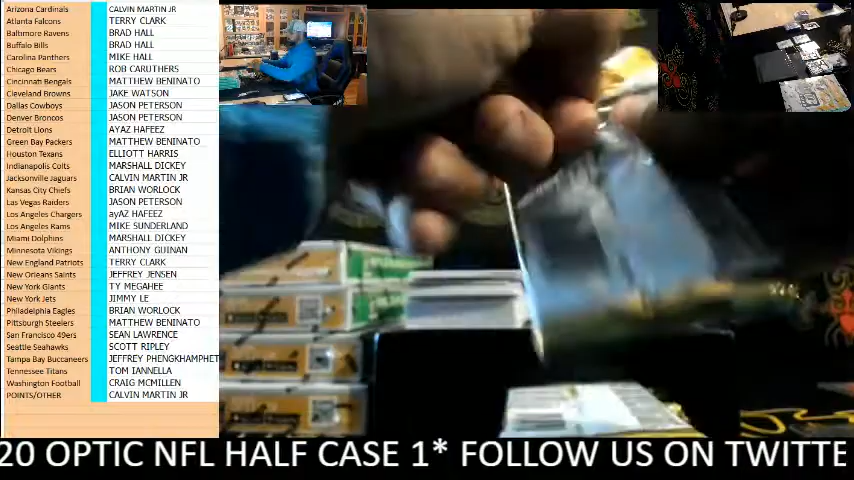 Arizona Cardinals CALVIN MARTIN JR
Atlanta Falcons TERRY CLARK
Baltimore Ravens BRAD HALL
Buffalo Bills BRAD HALL
Carolina Panthers MIKE HALL
Chicago Bears ROB CARUTHERS
Cincinnati Bengals MATTHEW BENINATO
Cleveland Browns JAKE WATSON
Dallas Cowboys JASON PETERSON
Denver Broncos JASON PETERSON
Detroit Lions AYAZ HAFEEZ
Green Bay Packers MATTHEW BENINATO
Houston Texans ELLIOTT HARRIS
Indianapolis Colts MARSHALL DICKEY
Jacksonville Jaguars CALVIN MARTIN JR
Kansas City Chiefs BRIAN WORLOCK
Las Vegas Raiders JASON PETERSON
Los Angeles Chargers ayAZ HAFEEZ
Los Angeles Rams MIKE SUNDERLAND
Miami Dolphins MARSHALL DICKEY
Minnesota Vikings ANTHONY GUINAN
New England Patriots TERRY CLARK
New Orleans Saints JEFFREY JENSEN
New York Giants TY MEGAHEE
New York Jets JIMMY LE
Philadelphia Eagles BRIAN WORLOCK
Pittsburgh Steelers MATTHEW BENINATO
San Francisco 49ers SEAN LAWRENCE
Seattle Seahawks SCOTT RIPLEY
Tampa Bay Buccaneers JEFFREY PHENGKHAMPHET
Tennessee Titans TOM IANNELLA
Washington Football CRAIG MCMILLEN
POINTS/OTHER CALVIN MARTIN JR
20 OPTIC NFL HALF CASE 1* FOLLOW US ON TWITTE